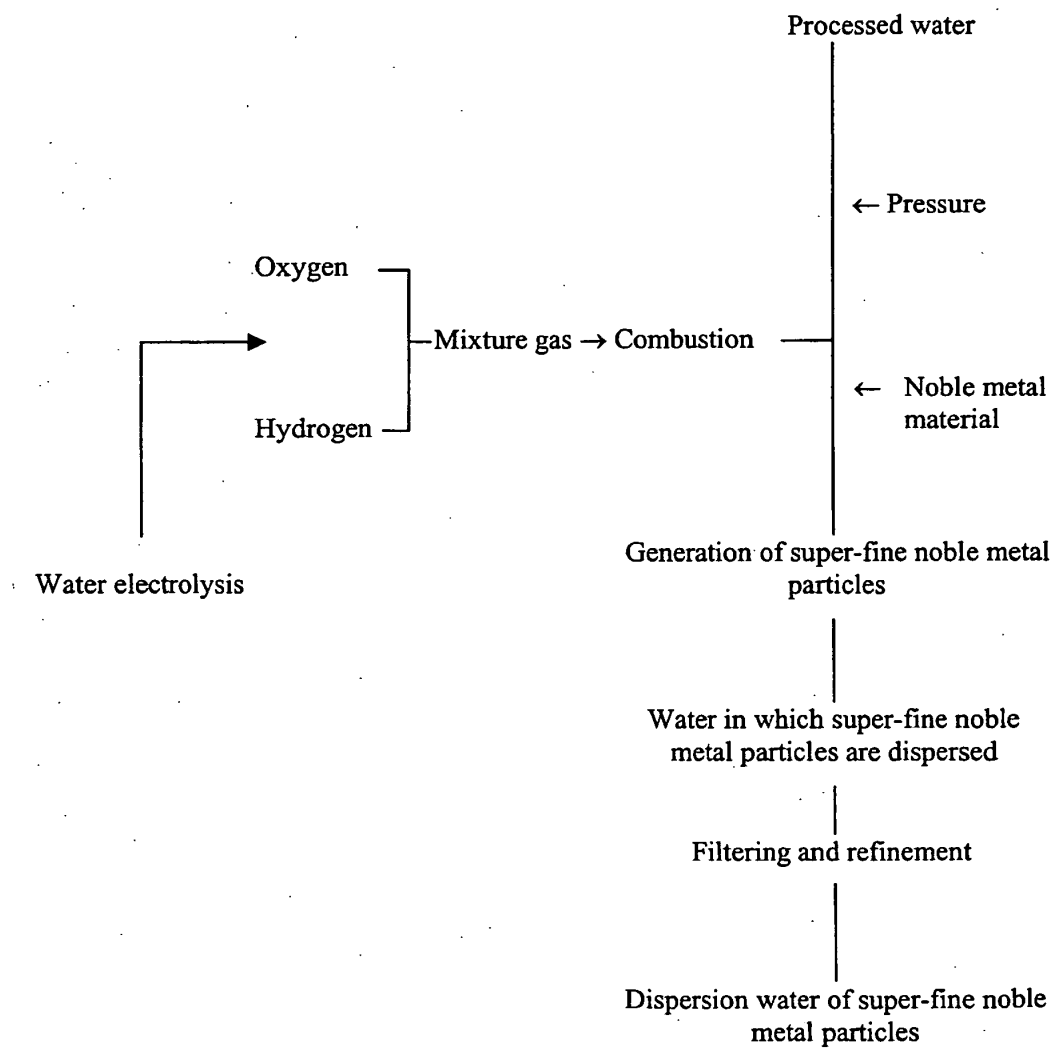 Processed water
← Pressure
Oxygen
Mixture gas → Combustion
← Noble metal
material
Hydrogen
Generation of super-fine noble metal
particles
Water electrolysis
Water in which super-fine noble
metal particles are dispersed
Filtering and refinement
Dispersion water of super-fine noble
metal particles